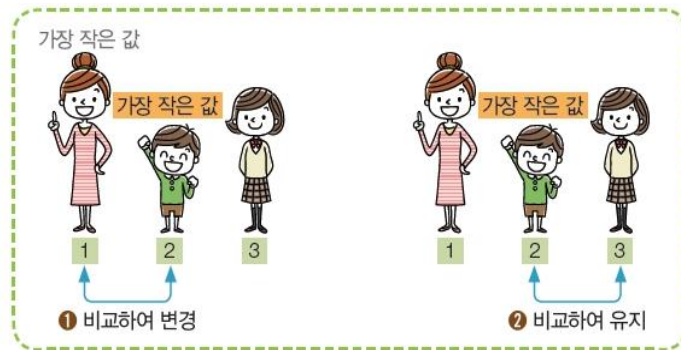 가장 작은 값
가장 작은 값
가장 작은 값
1 2 3
1 2 3
❶ 비교하여 변경
❷ 비교하여 유지